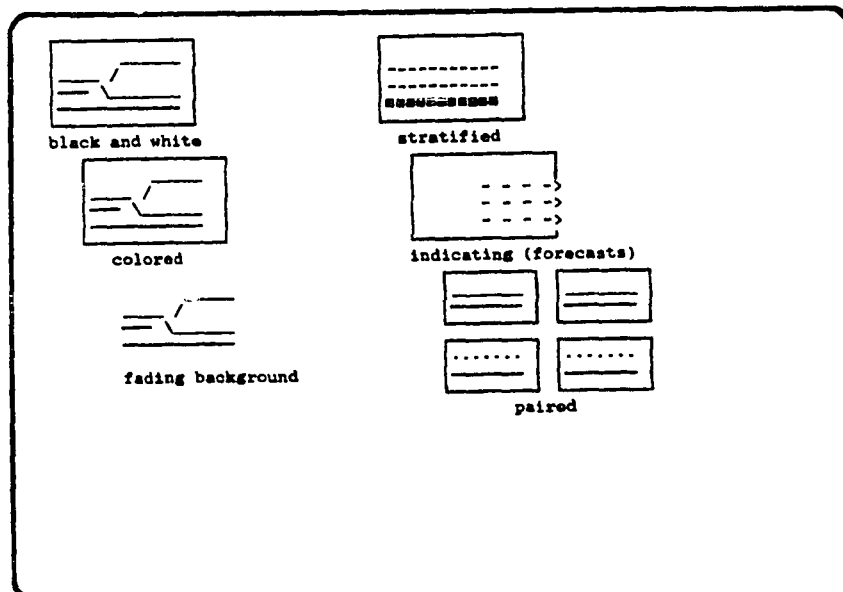 black and white
stratified
colored
indicating (forecasts)
fading background
paired